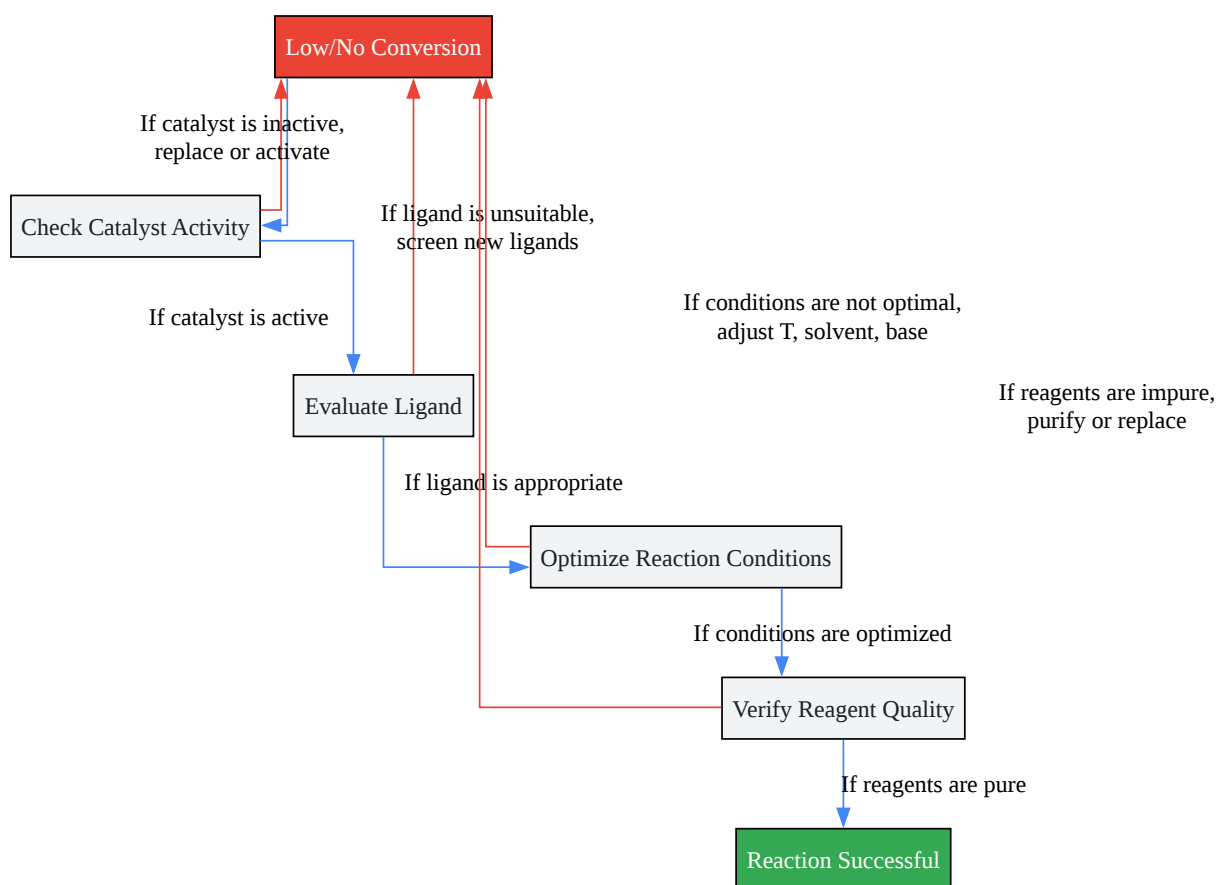 Low/No Conversion
If catalyst is inactive,
replace or activate
Check Catalyst Activity
If ligand is unsuitable,
screen new ligands
If catalyst is active
If conditions are not optimal,
adjust T, solvent, base
Evaluate Ligand
If reagents are impure,
purify or replace
If ligand is appropriate
Optimize Reaction Conditions
If conditions are optimized
Verify Reagent Quality
If reagents are pure
Reaction Successful